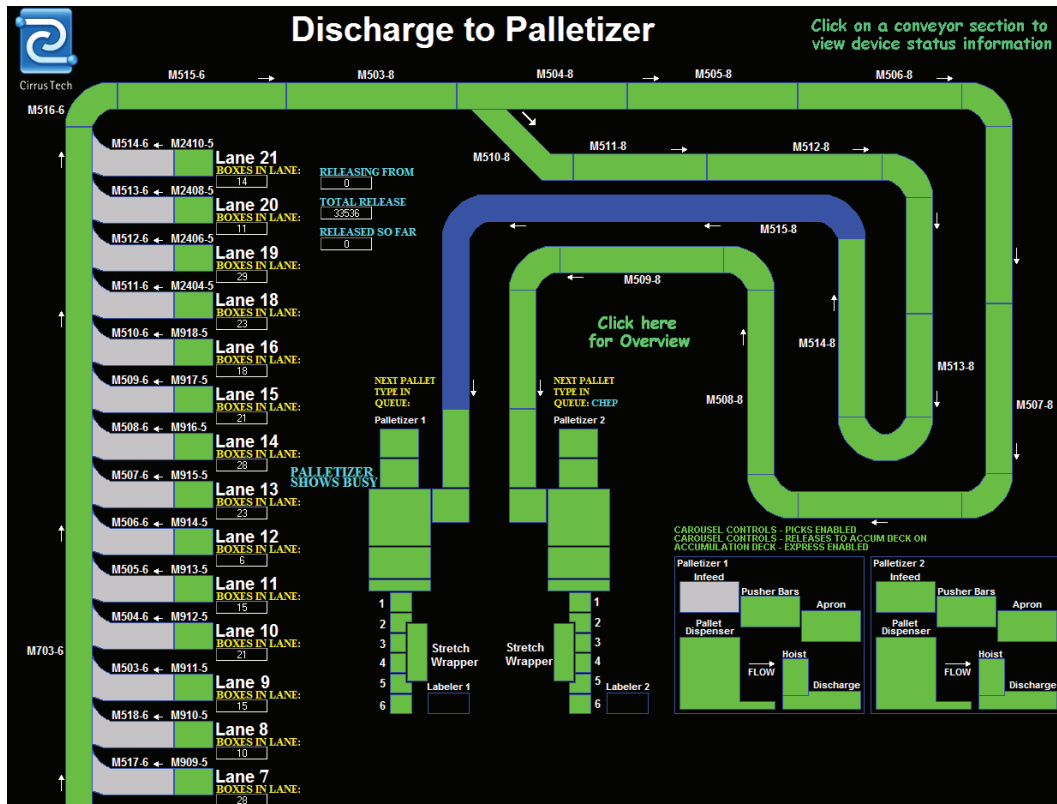 Discharge to Palletizer
Click on a conveyor section to
view device status information
CirrusTech
M515-6
M503-8
M504-8
M505-8
M506-8
M516-6
M510-8
M511-8
M512-8
M514-6 M2410-5
Lane 21
BOXES IN LANE:
14
RELEASING FROM
0
M513-6 M2408-5
Lane 20
BOXES IN LANE:
11
TOTAL RELEASE
33536
M512-6 M2406-5
Lane 19
BOXES IN LANE:
29
RELEASED SO FAR
0
M515-8
M509-8
M511-6 M2404-5
Lane 18
BOXES IN LANE:
23
Click here
for Overview
M514-8
M513-8
M508-8
M507-8
M510-6 M918-5
Lane 16
BOXES IN LANE:
18
M509-6 M917-5
Lane 15
BOXES IN LANE:
21
NEXT PALLET
TYPE IN
QUEUE:
Palletizer 1
NEXT PALLET
TYPE IN
QUEUE: CHEP
Palletizer 2
M508-6 M916-5
Lane 14
BOXES IN LANE:
28
M507-6 M915-5
Lane 13
BOXES IN LANE:
23
PALLETIZER
SHOWS BUSY
M506-6 M914-5
Lane 12
BOXES IN LANE:
6
M505-6 M913-5
Lane 11
BOXES IN LANE:
15
M504-6 M912-5
Lane 10
BOXES IN LANE:
21
M703-6
M503-6 M911-5
Lane 9
BOXES IN LANE:
15
M518-6 M910-5
Lane 8
BOXES IN LANE:
10
M517-6 M909-5
Lane 7
BOXES IN LANE:
28
1
2
3
4
5
6
Stretch
Wrapper
Labeler 1
Stretch
Wrapper
1
2
3
4
5
6
Labeler 2
CAROUSEL CONTROLS - PICKS ENABLED
CAROUSEL CONTROLS - RELEASES TO ACCUM DECK ON
ACCUMULATION DECK - EXPRESS ENABLED
Palletizer 1
Infeed
Pusher Bars
Apron
Pallet
Dispenser
FLOW
Hoist
Discharge
Palletizer 2
Infeed
Pusher Bars
Apron
Pallet
Dispenser
FLOW
Hoist
Discharge